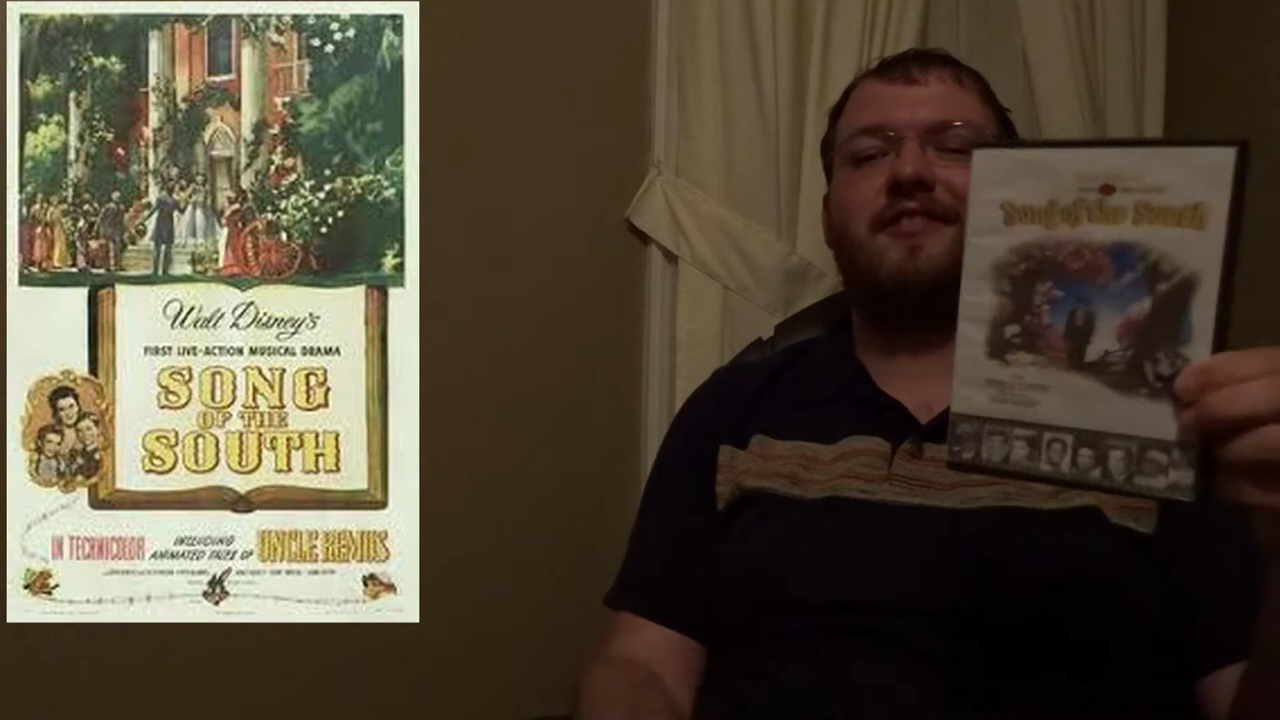 Walt Disney's
FIRST LIVE-ACTION MUSICAL DRAMA
SONG
OF THE
SOUTH
IN TECHNICOLOR
INCLUDING
ANIMATED TALES OF
UNCLE REMUS
Song of the South